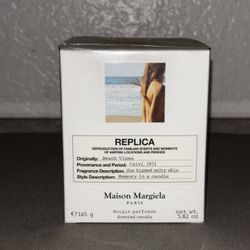 REPLICA
REPRODUCTION OF FAMILIAR SCENTS AND MOMENTS
OF VARYING LOCATIONS AND PERIODS
Originally: Beach Vibes
Provenance and Period: Calvi, 1972
Fragrance Description: Sun kissed salty skin
Style Description: Memory in a candle
Maison Margiela
PARIS
Bougie parfumée
scented candle
e 165 g
net wt.
5.82 oz